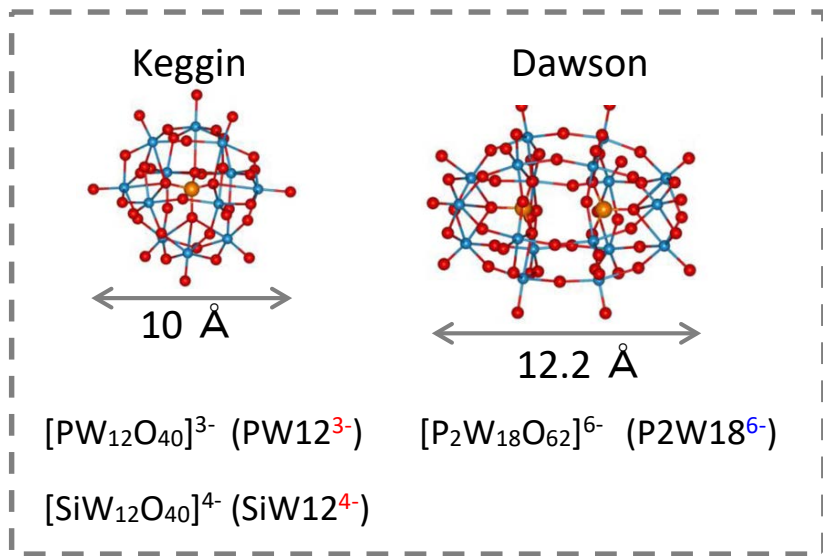 Keggin Dawson
10 Å
12.2 Å
[PW₁₂O₄₀]³⁻ (PW12³⁻) [P₂W₁₈O₆₂]⁶⁻ (P2W18⁶⁻)
[SiW₁₂O₄₀]⁴⁻ (SiW12⁴⁻)